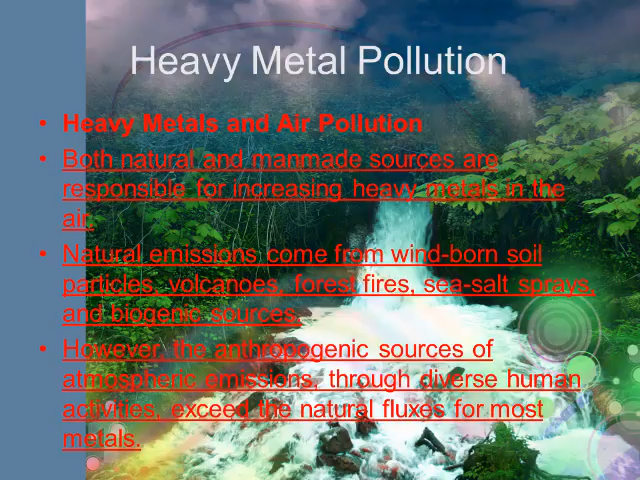 Heavy Metal Pollution
• Heavy Metals and Air Pollution
• Both natural and manmade sources are
responsible for increasing heavy metals in the
air.
• Natural emissions come from wind-born soil
particles, volcanoes, forest fires, sea-salt sprays,
and biogenic sources.
• However, the anthropogenic sources of
atmospheric emissions, through diverse human
activities, exceed the natural fluxes for most
metals.